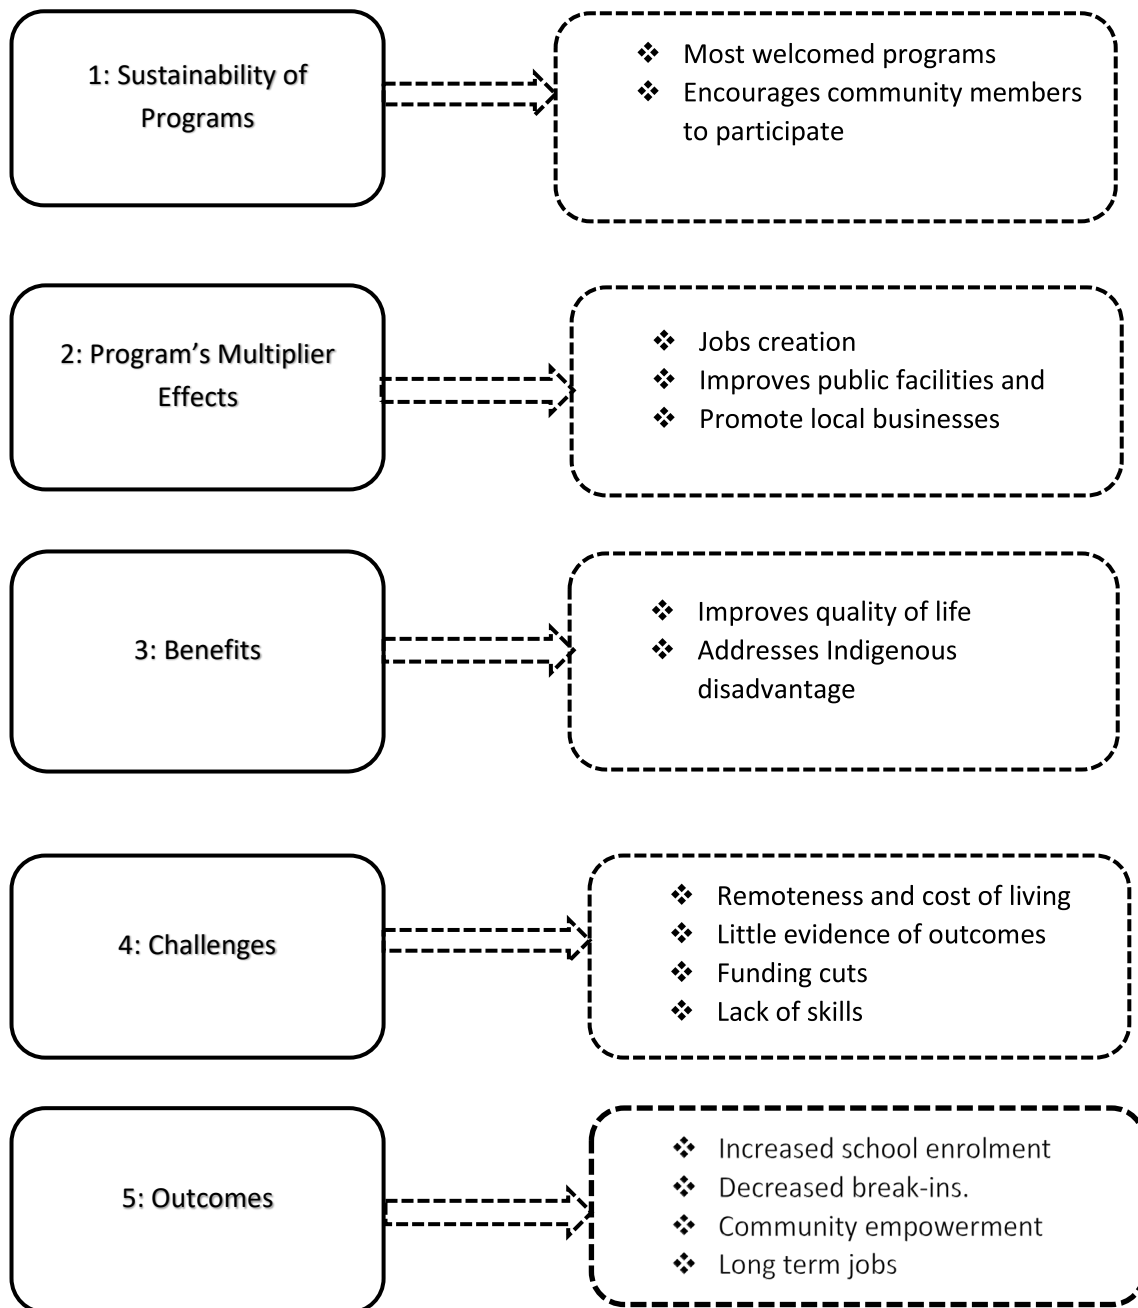 1: Sustainability of
Programs
❖ Most welcomed programs
❖ Encourages community members
to participate
2: Program’s Multiplier
Effects
❖ Jobs creation
❖ Improves public facilities and
❖ Promote local businesses
3: Benefits
❖ Improves quality of life
❖ Addresses Indigenous
disadvantage
4: Challenges
❖ Remoteness and cost of living
❖ Little evidence of outcomes
❖ Funding cuts
❖ Lack of skills
5: Outcomes
❖ Increased school enrolment
❖ Decreased break-ins.
❖ Community empowerment
❖ Long term jobs